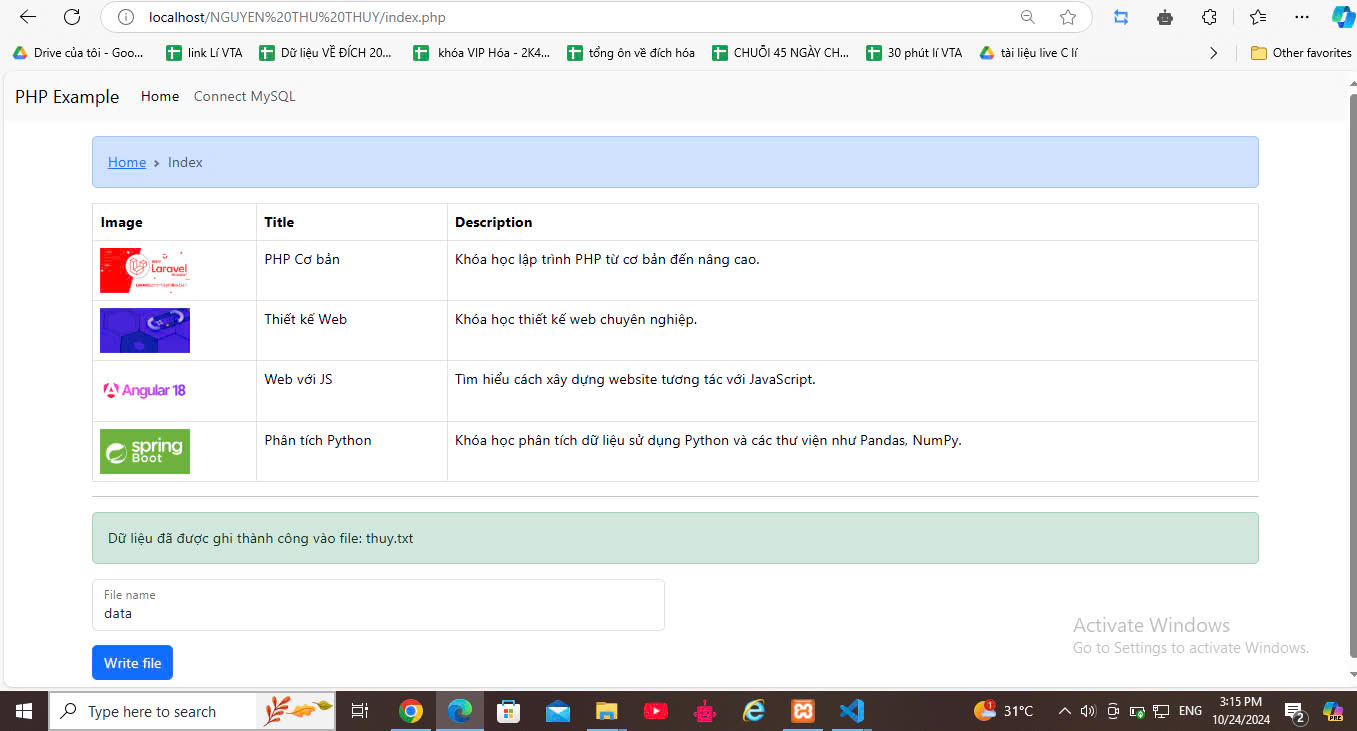 localhost/NGUYEN%20THU%20THUY/index.php
Drive của tôi - Goo... link Lí VTA Dữ liệu VỀ ĐÍCH 20... khóa VIP Hóa - 2K4... tổng ôn về đích hóa CHUỖI 45 NGÀY CH... 30 phút lí VTA tài liệu live C lí Other favorites
PHP Example Home Connect MySQL
Home › Index
Image Title Description
Laravel PHP Cơ bản Khóa học lập trình PHP từ cơ bản đến nâng cao.
Thiết kế Web Khóa học thiết kế web chuyên nghiệp.
Angular 18 Web với JS Tìm hiểu cách xây dựng website tương tác với JavaScript.
spring Boot Phân tích Python Khóa học phân tích dữ liệu sử dụng Python và các thư viện như Pandas, NumPy.
Dữ liệu đã được ghi thành công vào file: thuy.txt
File name
data
Write file
Activate Windows
Go to Settings to activate Windows.
Type here to search 1 31°C ENG 3:15 PM 2 PRE
10/24/2024